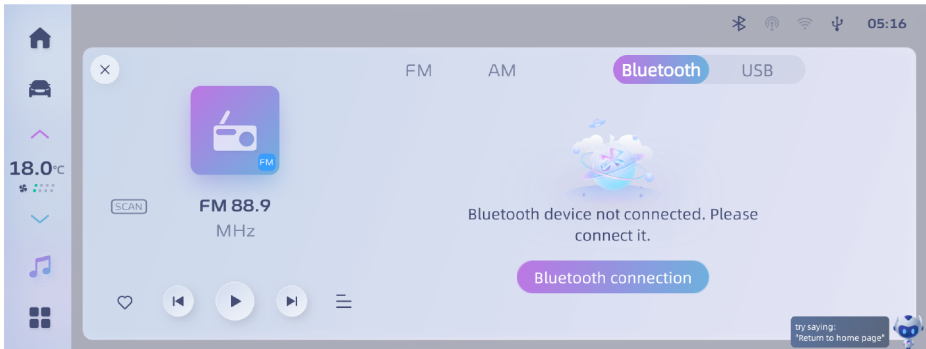 05:16
FM AM Bluetooth USB
18.0°C
FM
SCAN
FM 88.9
MHz
Bluetooth device not connected. Please
connect it.
Bluetooth connection
try saying:
"Return to home page"